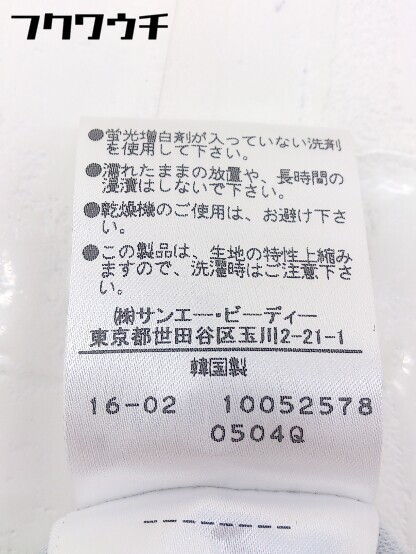 フクワウチ
●蛍光増白剤が入っていない洗剤
を使用して下さい。
●濡れたままの放置や、長時間の
浸漬はしないで下さい。
●乾燥機のご使用は、お避け下さ
い。
●この製品は、生地の特性上縮み
ますので、洗濯時はご注意下さ
い。
㈱サンエー・ビーディー
東京都世田谷区玉川2-21-1
韓国製
16-02 10052578
0504Q